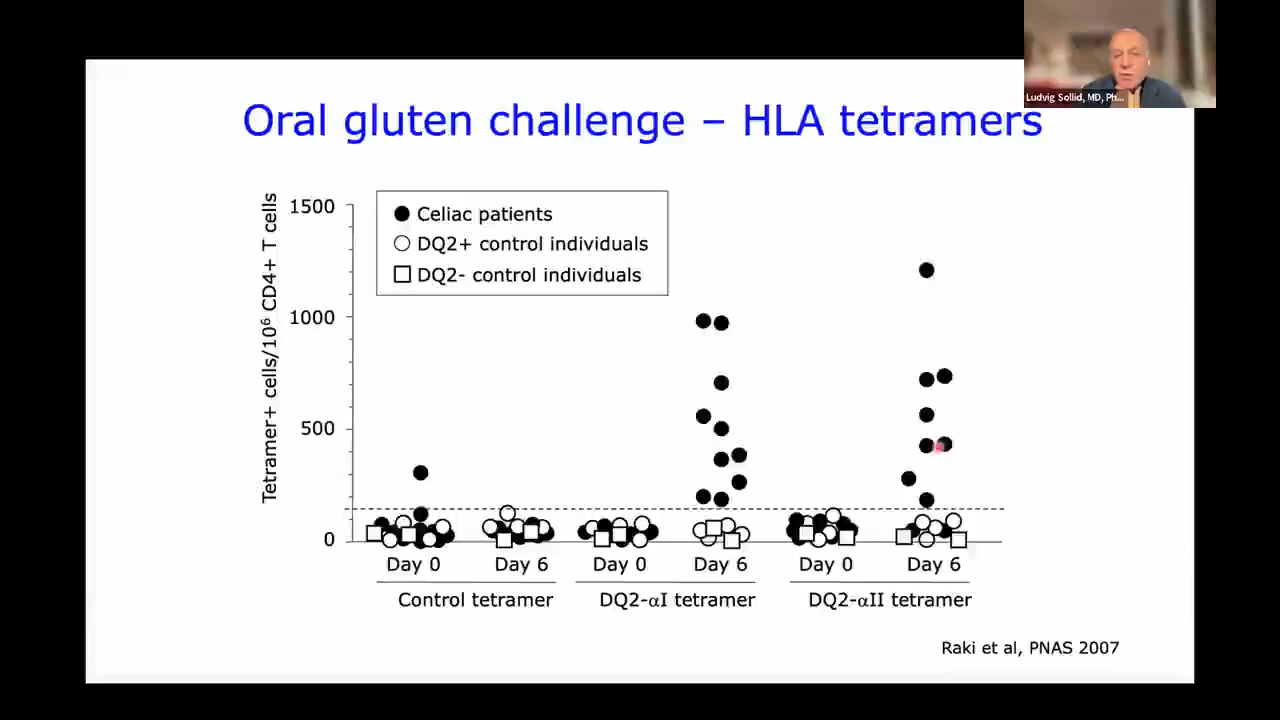 Ludvig Sollid, MD, Ph...
Oral gluten challenge – HLA tetramers
Tetramer+ cells/10⁶ CD4+ T cells
1500
1000
500
0
Celiac patients
DQ2+ control individuals
DQ2- control individuals
Day 0 Day 6 Day 0 Day 6 Day 0 Day 6
Control tetramer DQ2-αI tetramer DQ2-αII tetramer
Raki et al, PNAS 2007